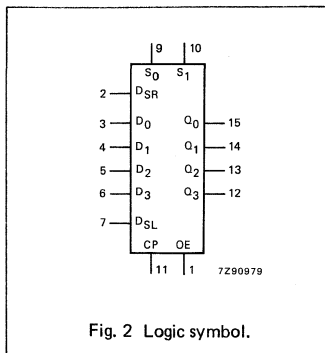 9 10
S0 S1
2 DSR
3 D0 Q0 15
4 D1 Q1 14
5 D2 Q2 13
6 D3 Q3 12
7 DSL
CP OE
11 1 7Z90979
Fig. 2 Logic symbol.